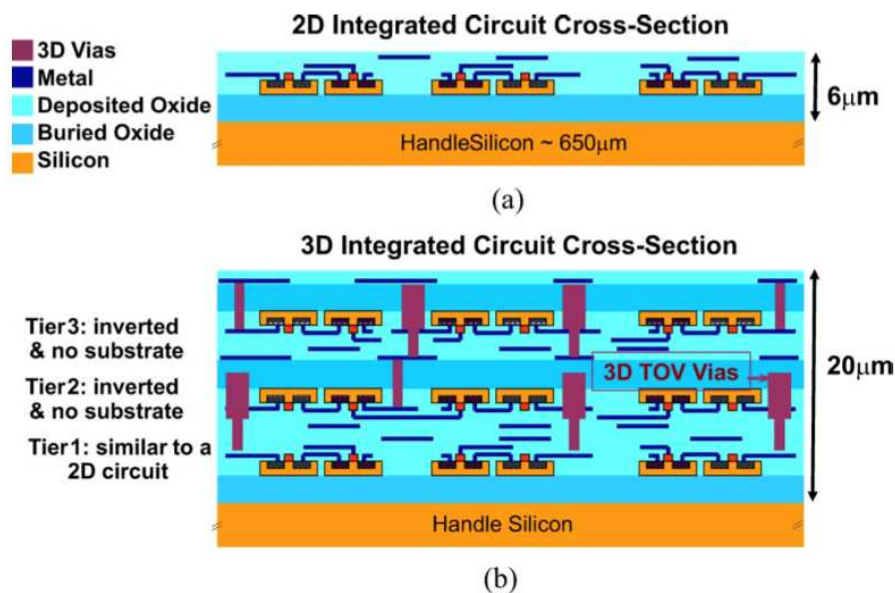 2D Integrated Circuit Cross-Section
3D Vias
Metal
Deposited Oxide
Buried Oxide
Silicon
6μm
HandleSilicon ~ 650μm
(a)
3D Integrated Circuit Cross-Section
Tier3: inverted
& no substrate
Tier2: inverted
& no substrate
Tier1: similar to a
2D circuit
3D TOV Vias
20μm
Handle Silicon
(b)